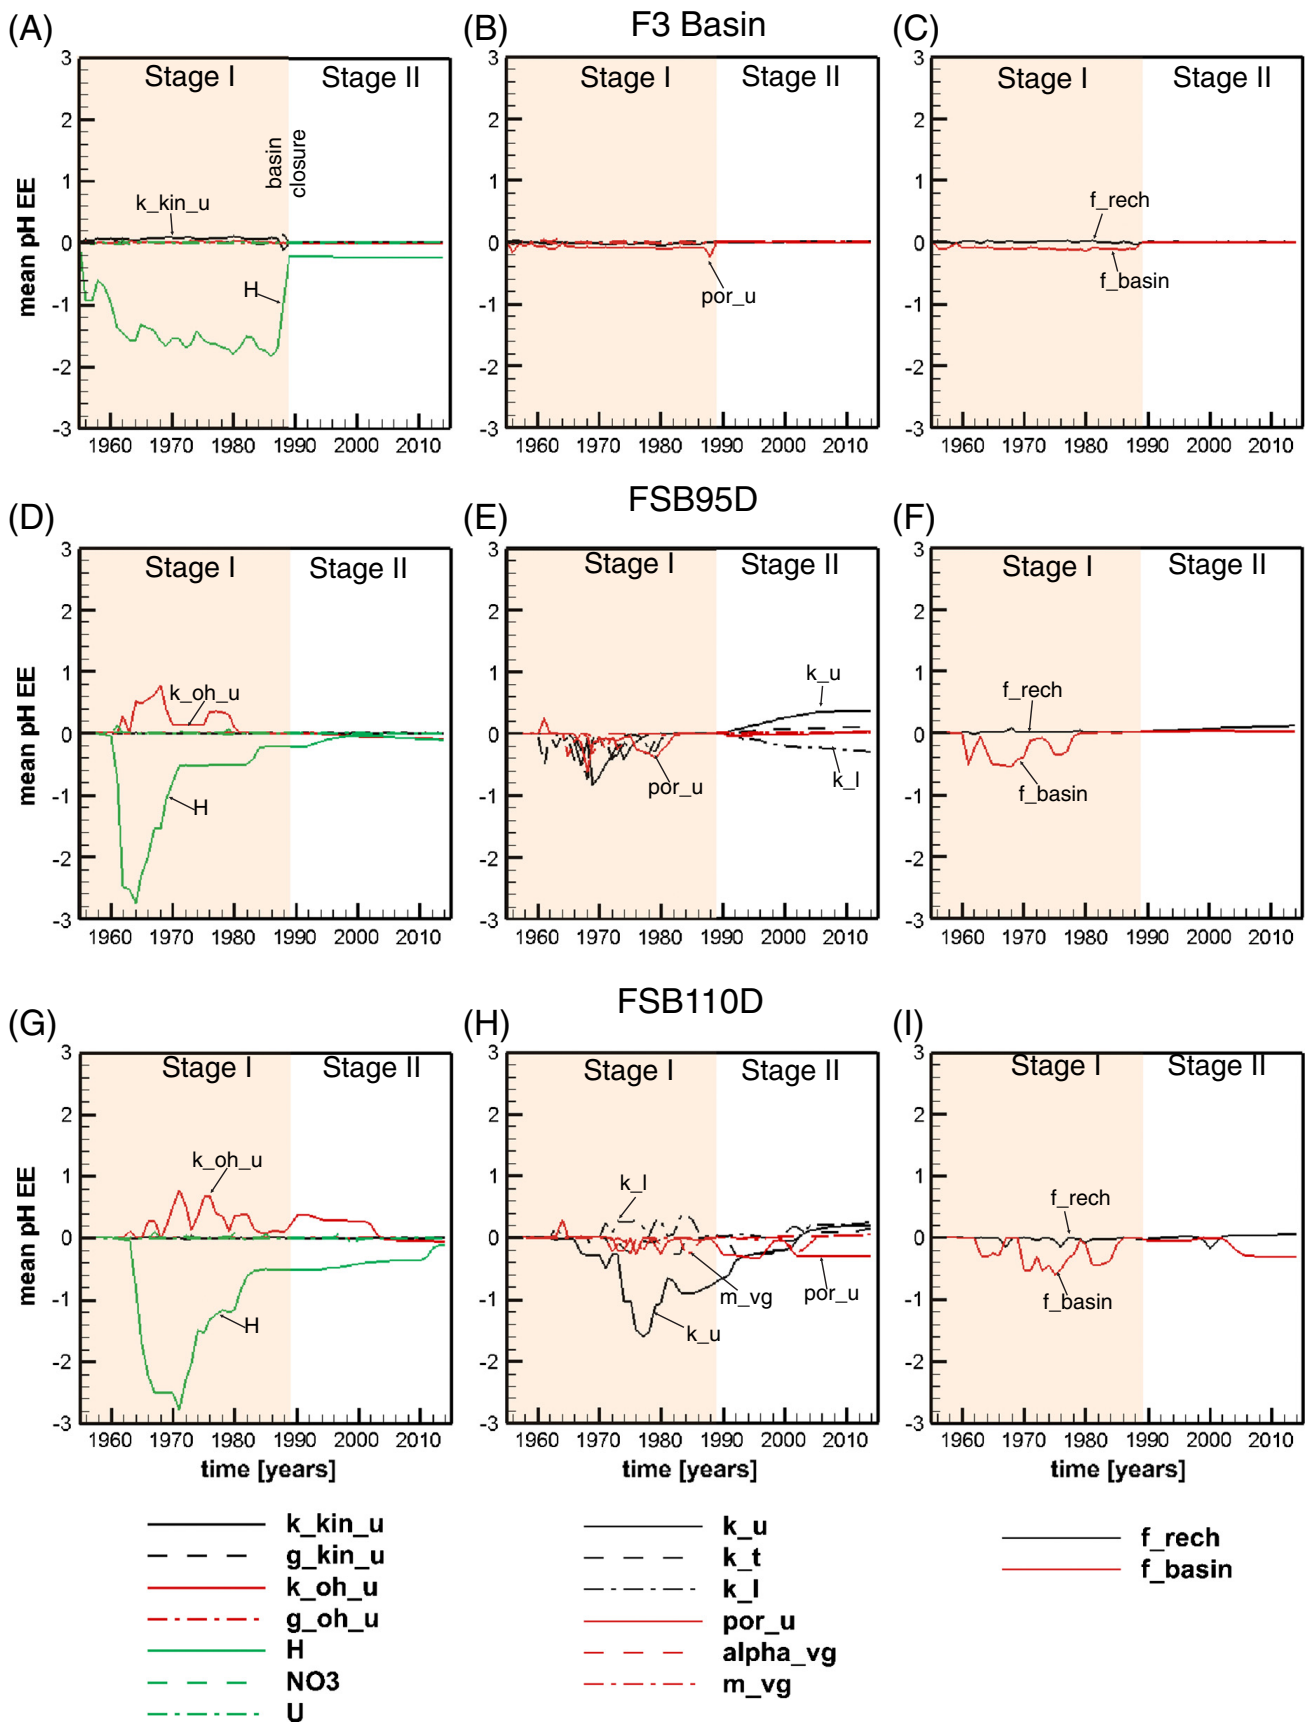 (A)
F3 Basin
(B)
(C)
mean pH EE
3
2
1
0
-1
-2
-3
Stage I
Stage II
basin
closure
k_kin_u
H
1960 1970 1980 1990 2000 2010
3
2
1
0
-1
-2
-3
Stage I
Stage II
por_u
1960 1970 1980 1990 2000 2010
3
2
1
0
-1
-2
-3
Stage I
Stage II
f_rech
f_basin
1960 1970 1980 1990 2000 2010
FSB95D
(D)
(E)
(F)
mean pH EE
3
2
1
0
-1
-2
-3
Stage I
Stage II
k_oh_u
H
1960 1970 1980 1990 2000 2010
3
2
1
0
-1
-2
-3
Stage I
Stage II
k_u
por_u
k_l
1960 1970 1980 1990 2000 2010
3
2
1
0
-1
-2
-3
Stage I
Stage II
f_rech
f_basin
1960 1970 1980 1990 2000 2010
FSB110D
(G)
(H)
(I)
mean pH EE
3
2
1
0
-1
-2
-3
Stage I
Stage II
k_oh_u
H
1960 1970 1980 1990 2000 2010
time [years]
3
2
1
0
-1
-2
-3
Stage I
Stage II
k_l
m_vg
por_u
k_u
1960 1970 1980 1990 2000 2010
time [years]
3
2
1
0
-1
-2
-3
Stage I
Stage II
f_rech
f_basin
1960 1970 1980 1990 2000 2010
time [years]
k_kin_u
g_kin_u
k_oh_u
g_oh_u
H
NO3
U
k_u
k_t
k_l
por_u
alpha_vg
m_vg
f_rech
f_basin